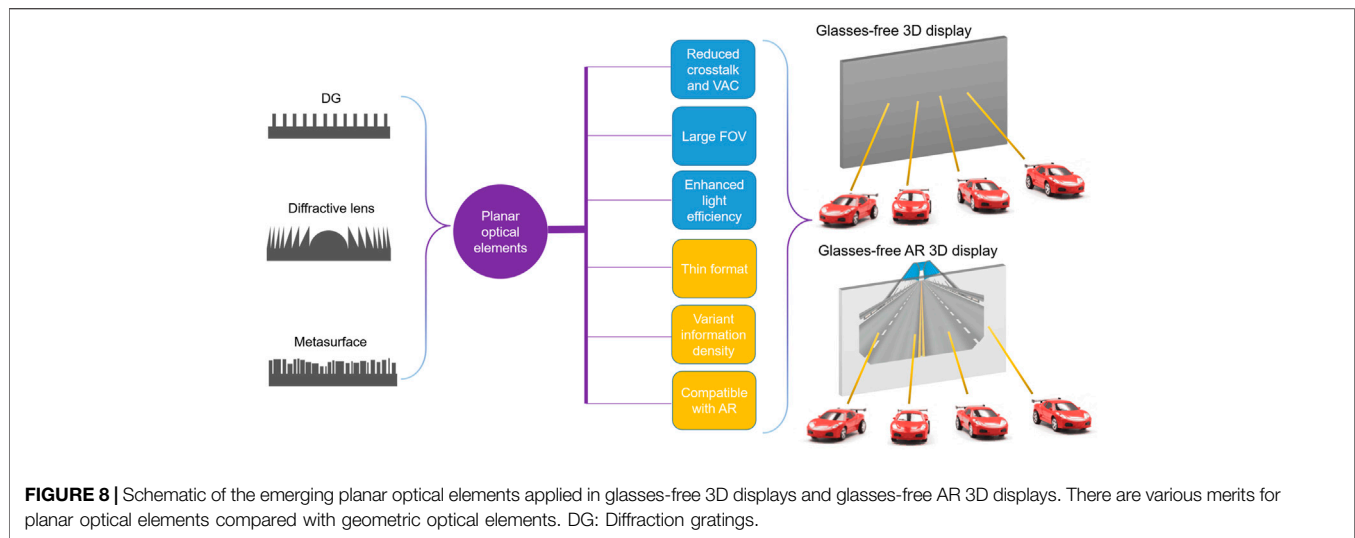 DG
Diffractive lens
Metasurface
Planar
optical
elements
Reduced
crosstalk
and VAC
Large FOV
Enhanced
light
efficiency
Thin format
Variant
information
density
Compatible
with AR
Glasses-free 3D display
Glasses-free AR 3D display
FIGURE 8 | Schematic of the emerging planar optical elements applied in glasses-free 3D displays and glasses-free AR 3D displays. There are various merits for
planar optical elements compared with geometric optical elements. DG: Diffraction gratings.